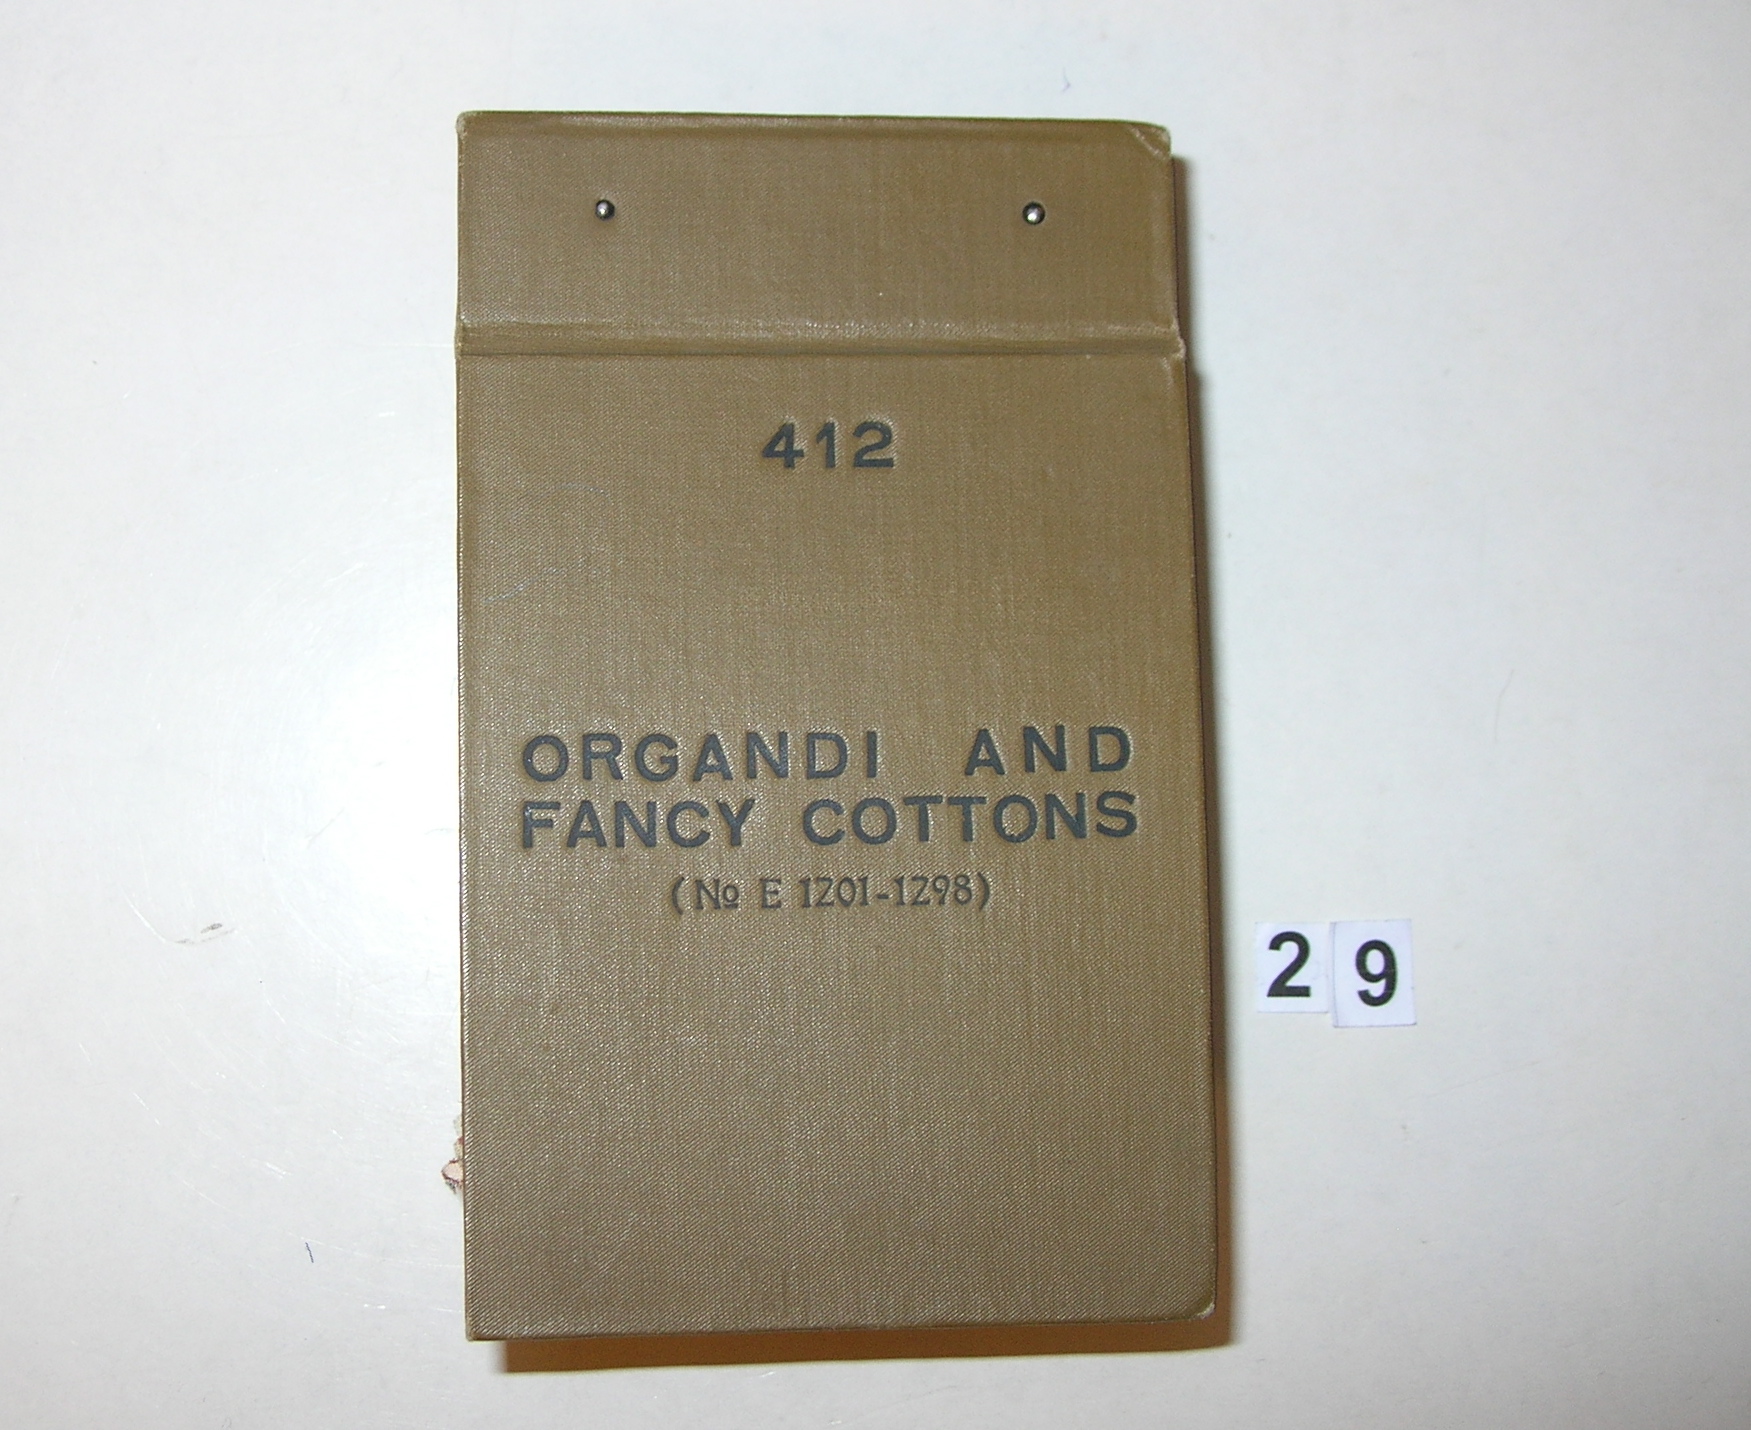 412
ORGANDI AND
FANCY COTTONS
(No E 1201-1298)
29